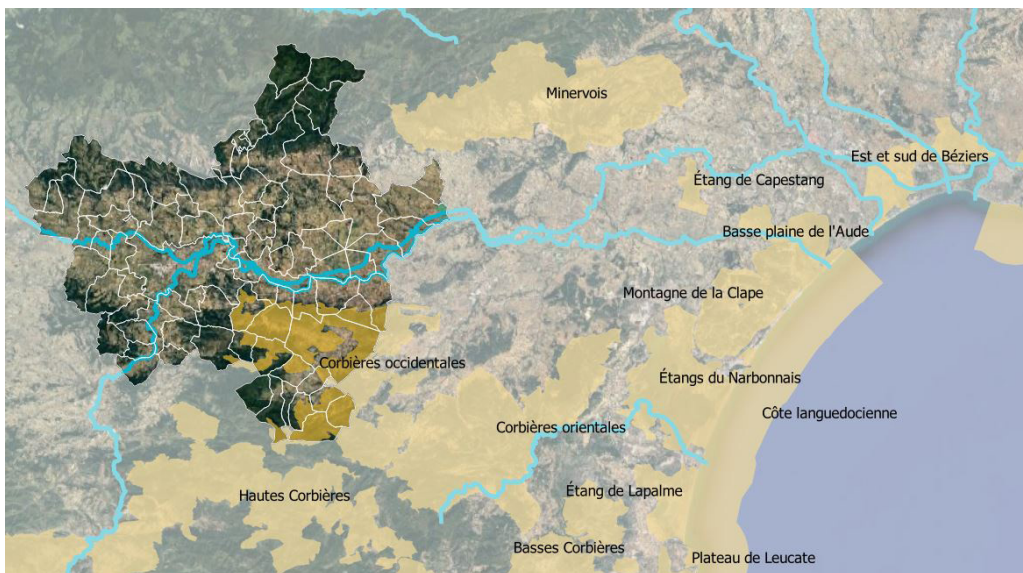 Minervois
Est et sud de Béziers
Étang de Capestang
Basse plaine de l'Aude
Montagne de la Clape
Corbières occidentales
Étangs du Narbonnais
Côte languedocienne
Corbières orientales
Hautes Corbières
Étang de Lapalme
Basses Corbières
Plateau de Leucate